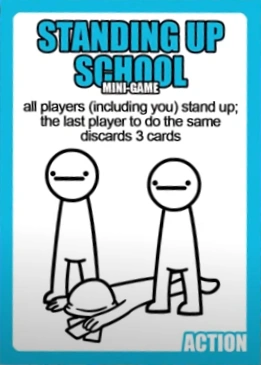 STANDING UP
SCHOOL
MINI-GAME
all players (including you) stand up;
the last player to do the same
discards 3 cards
ACTION